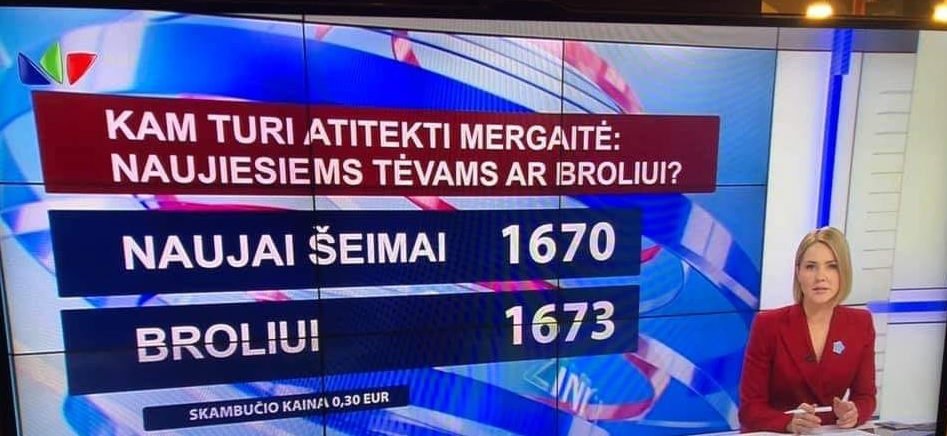 KAM TURI ATITEKTI MERGAITĖ:
NAUJIESIEMS TĖVAMS AR BROLIUI?
NAUJAI ŠEIMAI 1670
BROLIUI 1673
SKAMBUČIO KAINA 0,30 EUR